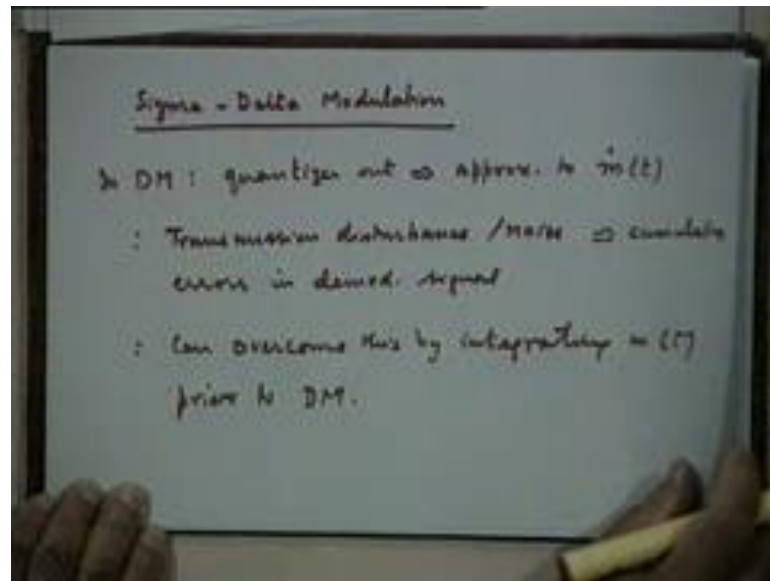 Sigma - Delta Modulation
In DM : quantizer out ⇒ approx. to ṁ(t)
: Transmission disturbance / noise ⇒ cumulative
errors in demod. signal
: Can overcome this by integrating m(t)
prior to DM.